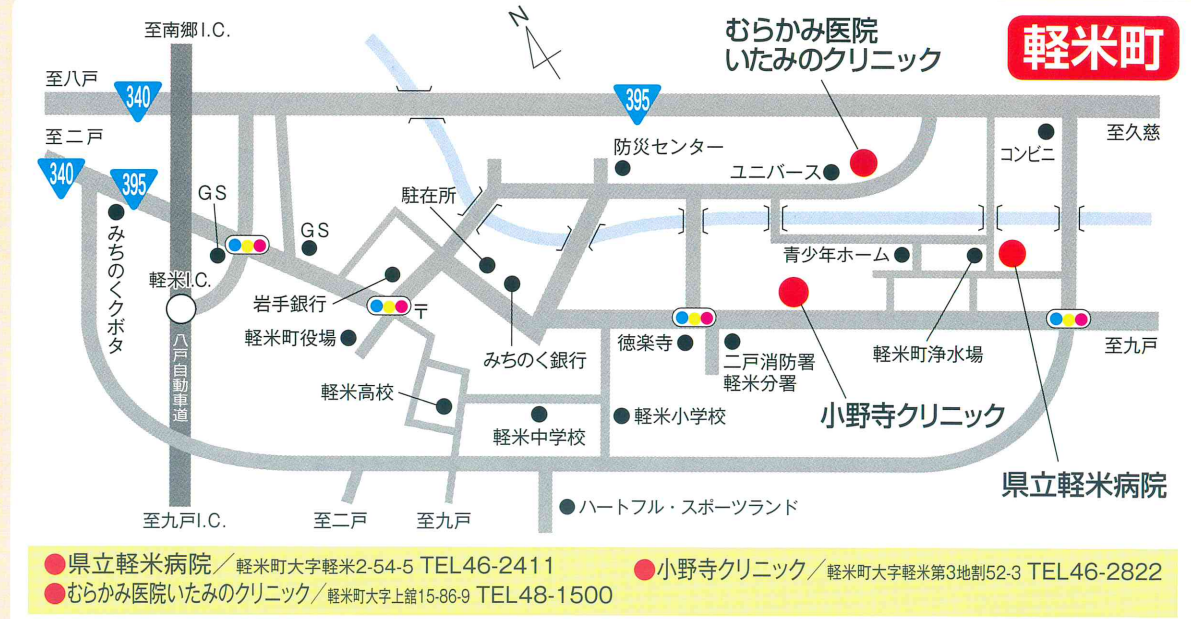 至南郷I.C.
N
むらかみ医院
いたみのクリニック
軽米町
至八戸
340
395
至二戸
至久慈
コンビニ
防災センター
ユニバース
340
395
GS
駐在所
GS
みちのくクボタ
青少年ホーム
軽米I.C.
岩手銀行
〒
軽米町役場
みちのく銀行
徳楽寺
二戸消防署
軽米分署
軽米町浄水場
至九戸
八戸自動車道
軽米高校
小野寺クリニック
軽米中学校
軽米小学校
県立軽米病院
ハートフル・スポーツランド
至九戸I.C.
至二戸
至九戸
県立軽米病院/軽米町大字軽米2-54-5 TEL46-2411
小野寺クリニック/軽米町大字軽米第3地割52-3 TEL46-2822
むらかみ医院いたみのクリニック/軽米町大字上舘15-86-9 TEL48-1500